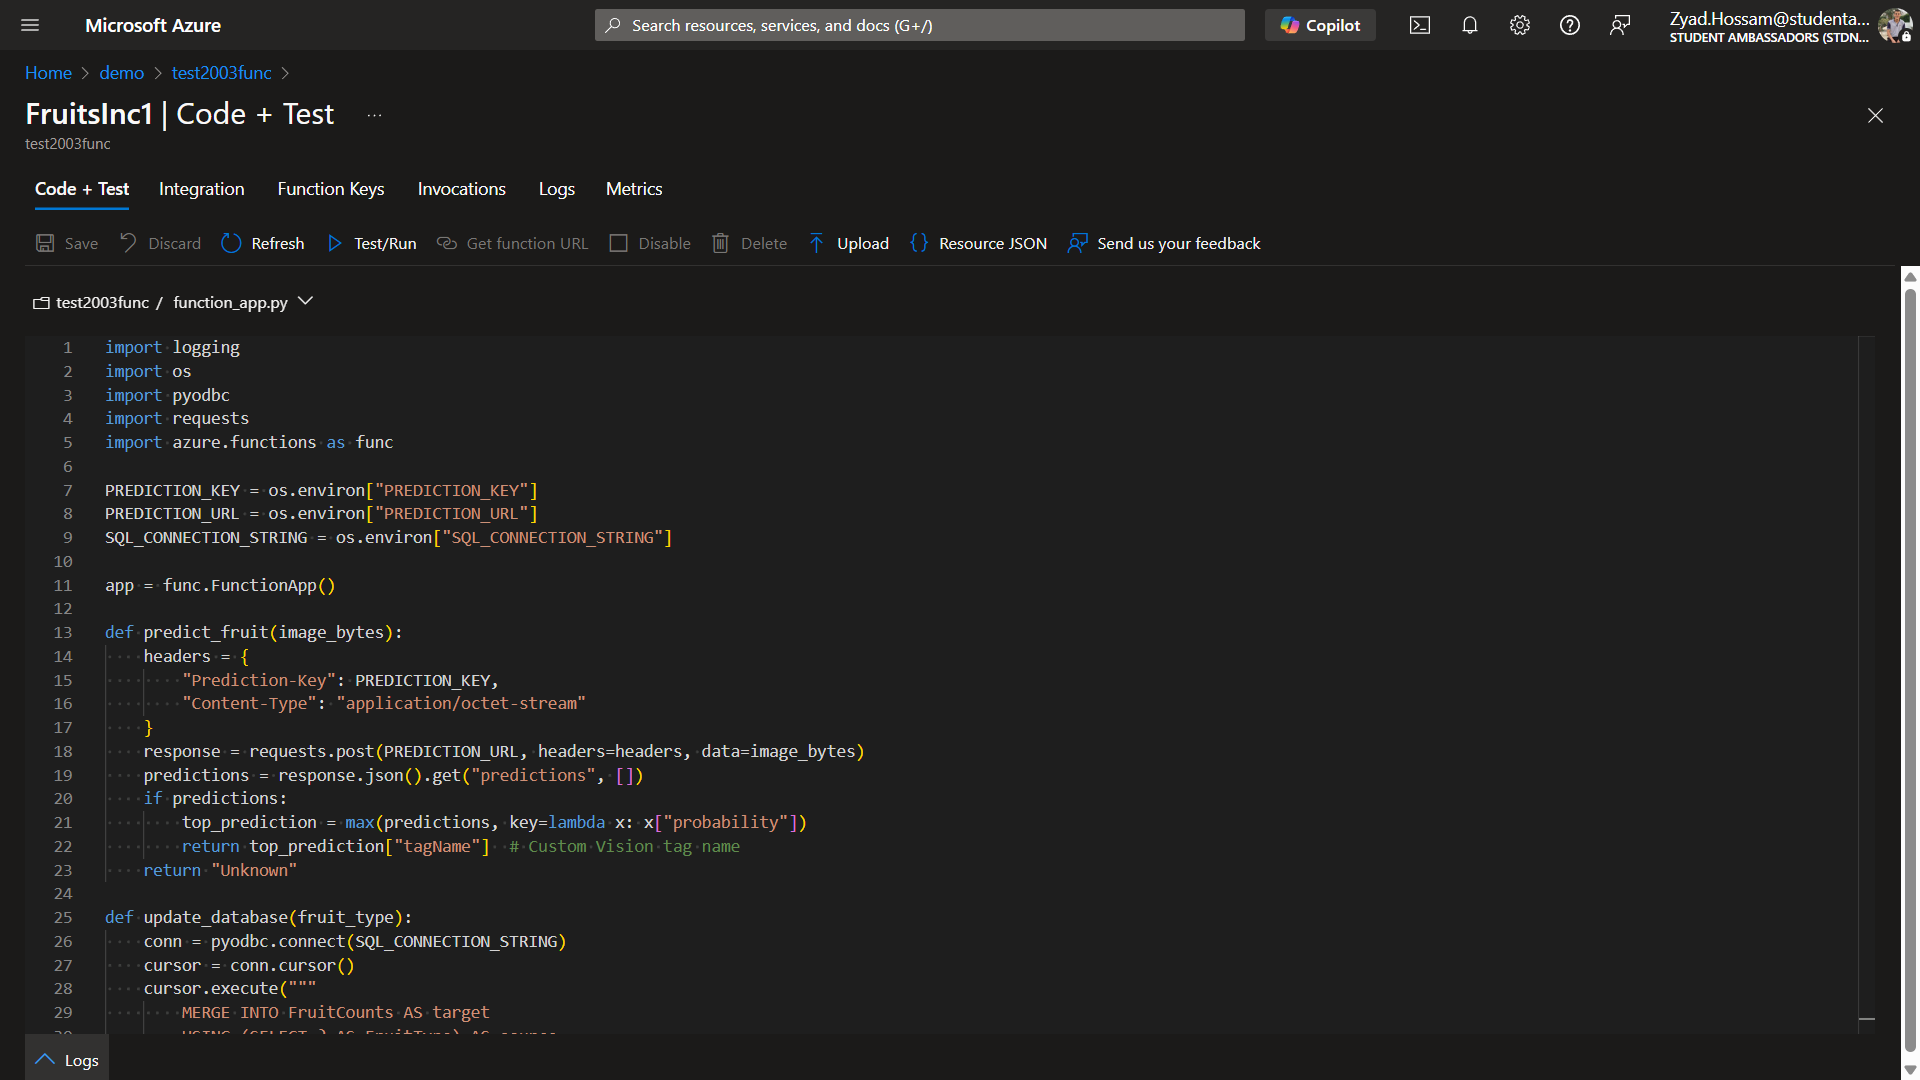 Microsoft Azure
Search resources, services, and docs (G+/)
Copilot
Zyad.Hossam@studenta...
STUDENT AMBASSADORS (STDN...
Home > demo > test2003func >
FruitsInc1 | Code + Test ...
test2003func
Code + Test Integration Function Keys Invocations Logs Metrics
Save Discard Refresh Test/Run Get function URL Disable Delete Upload {} Resource JSON Send us your feedback
test2003func / function_app.py
1 import logging
2 import os
3 import pyodbc
4 import requests
5 import azure.functions as func
6
7 PREDICTION_KEY = os.environ["PREDICTION_KEY"]
8 PREDICTION_URL = os.environ["PREDICTION_URL"]
9 SQL_CONNECTION_STRING = os.environ["SQL_CONNECTION_STRING"]
10
11 app = func.FunctionApp()
12
13 def predict_fruit(image_bytes):
14     headers = {
15         "Prediction-Key": PREDICTION_KEY,
16         "Content-Type": "application/octet-stream"
17     }
18     response = requests.post(PREDICTION_URL, headers=headers, data=image_bytes)
19     predictions = response.json().get("predictions", [])
20     if predictions:
21         top_prediction = max(predictions, key=lambda x: x["probability"])
22         return top_prediction["tagName"]  # Custom Vision tag name
23     return "Unknown"
24
25 def update_database(fruit_type):
26     conn = pyodbc.connect(SQL_CONNECTION_STRING)
27     cursor = conn.cursor()
28     cursor.execute("""
29         MERGE INTO FruitCounts AS target
30         USING (SELECT ? AS FruitType) AS source
Logs